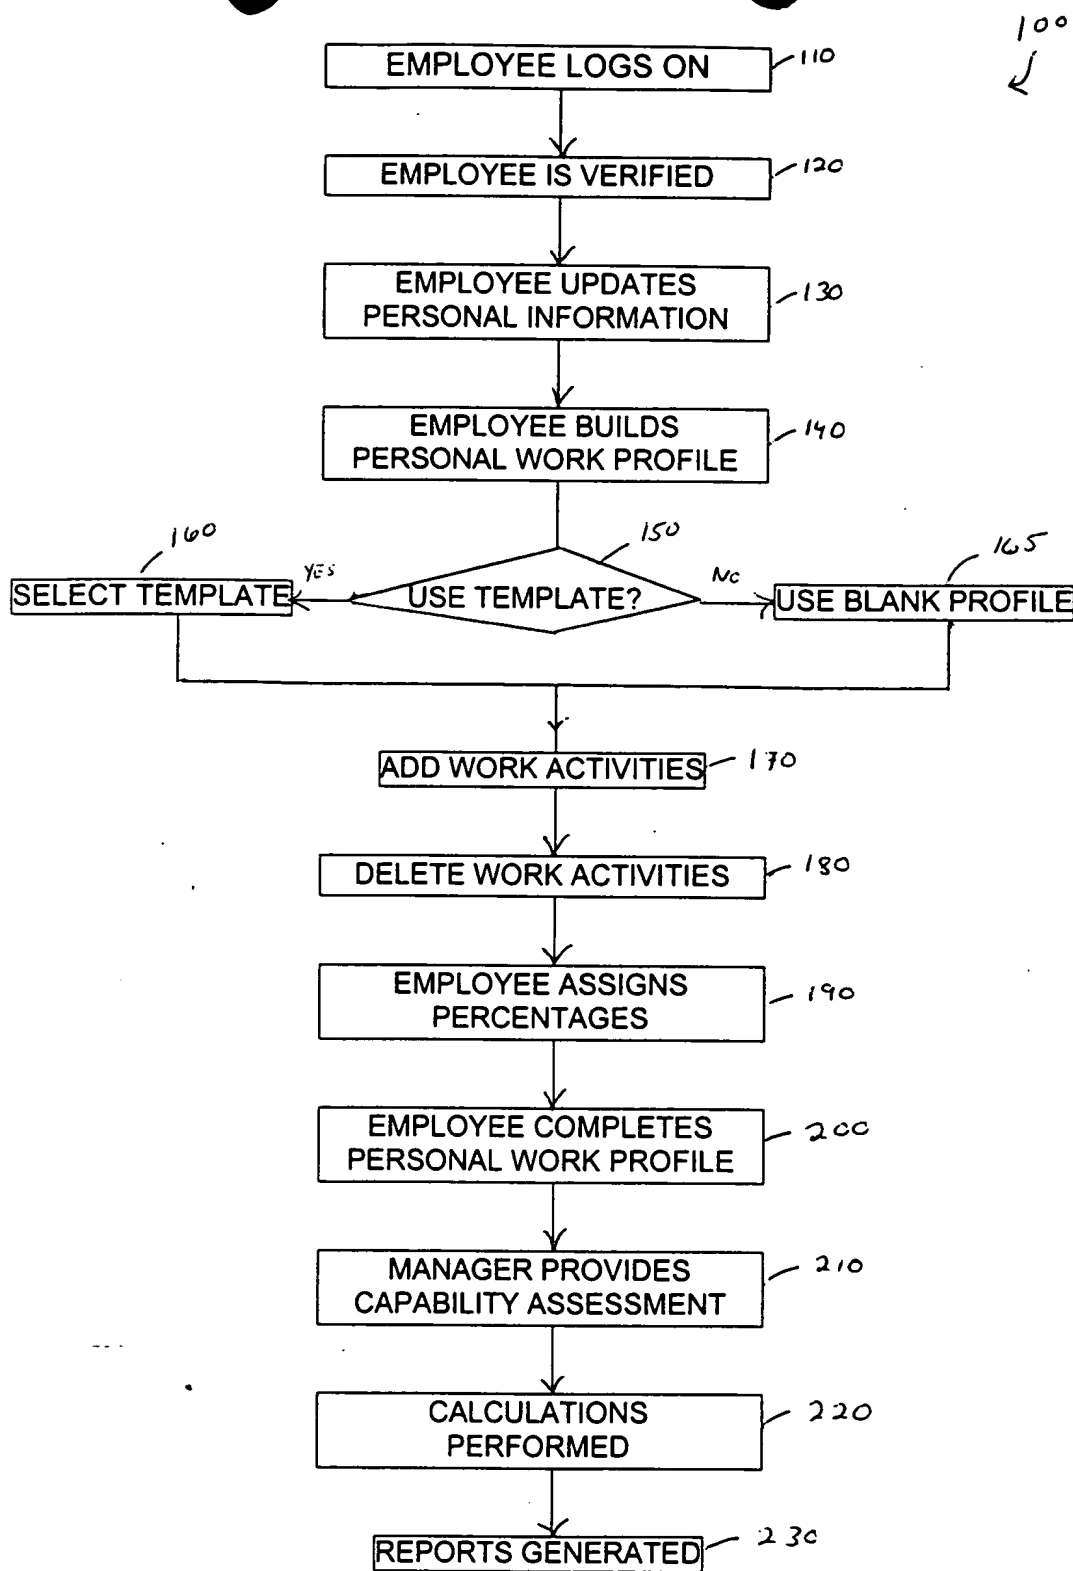 100
EMPLOYEE LOGS ON 110
EMPLOYEE IS VERIFIED 120
EMPLOYEE UPDATES
PERSONAL INFORMATION 130
EMPLOYEE BUILDS
PERSONAL WORK PROFILE 140
150
160
165
YES
NO
SELECT TEMPLATE
USE TEMPLATE?
USE BLANK PROFILE
ADD WORK ACTIVITIES 170
DELETE WORK ACTIVITIES 180
EMPLOYEE ASSIGNS
PERCENTAGES 190
EMPLOYEE COMPLETES
PERSONAL WORK PROFILE 200
MANAGER PROVIDES
CAPABILITY ASSESSMENT 210
CALCULATIONS
PERFORMED 220
REPORTS GENERATED 230